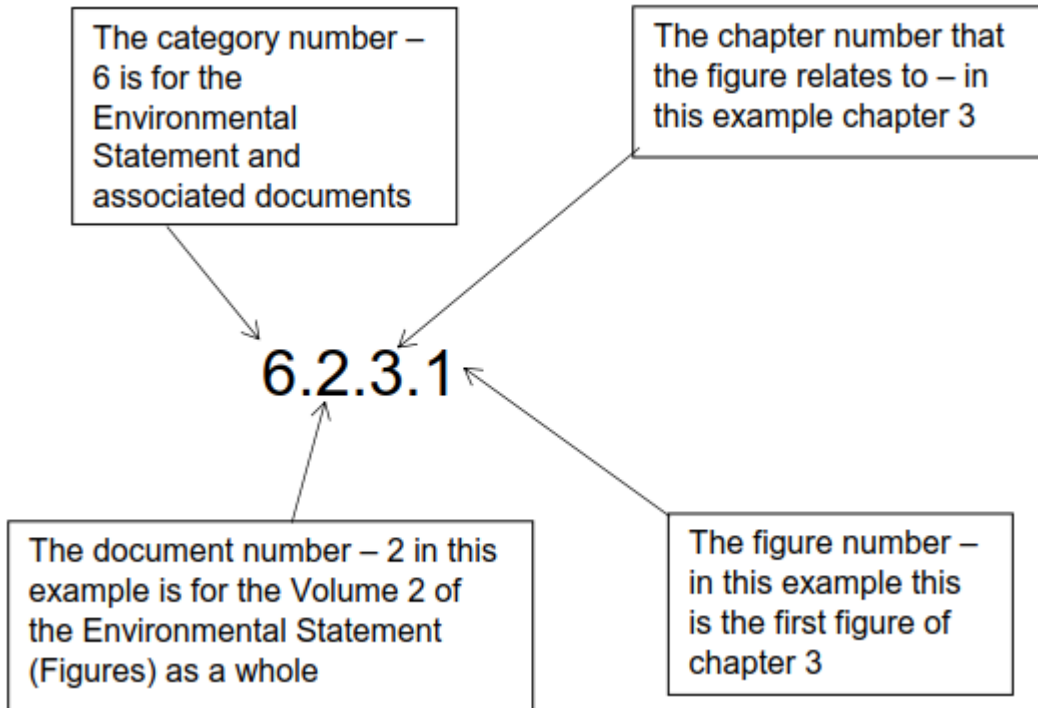 The category number –
6 is for the
Environmental
Statement and
associated documents
The chapter number that
the figure relates to – in
this example chapter 3
6.2.3.1
The document number – 2 in this
example is for the Volume 2 of
the Environmental Statement
(Figures) as a whole
The figure number –
in this example this
is the first figure of
chapter 3